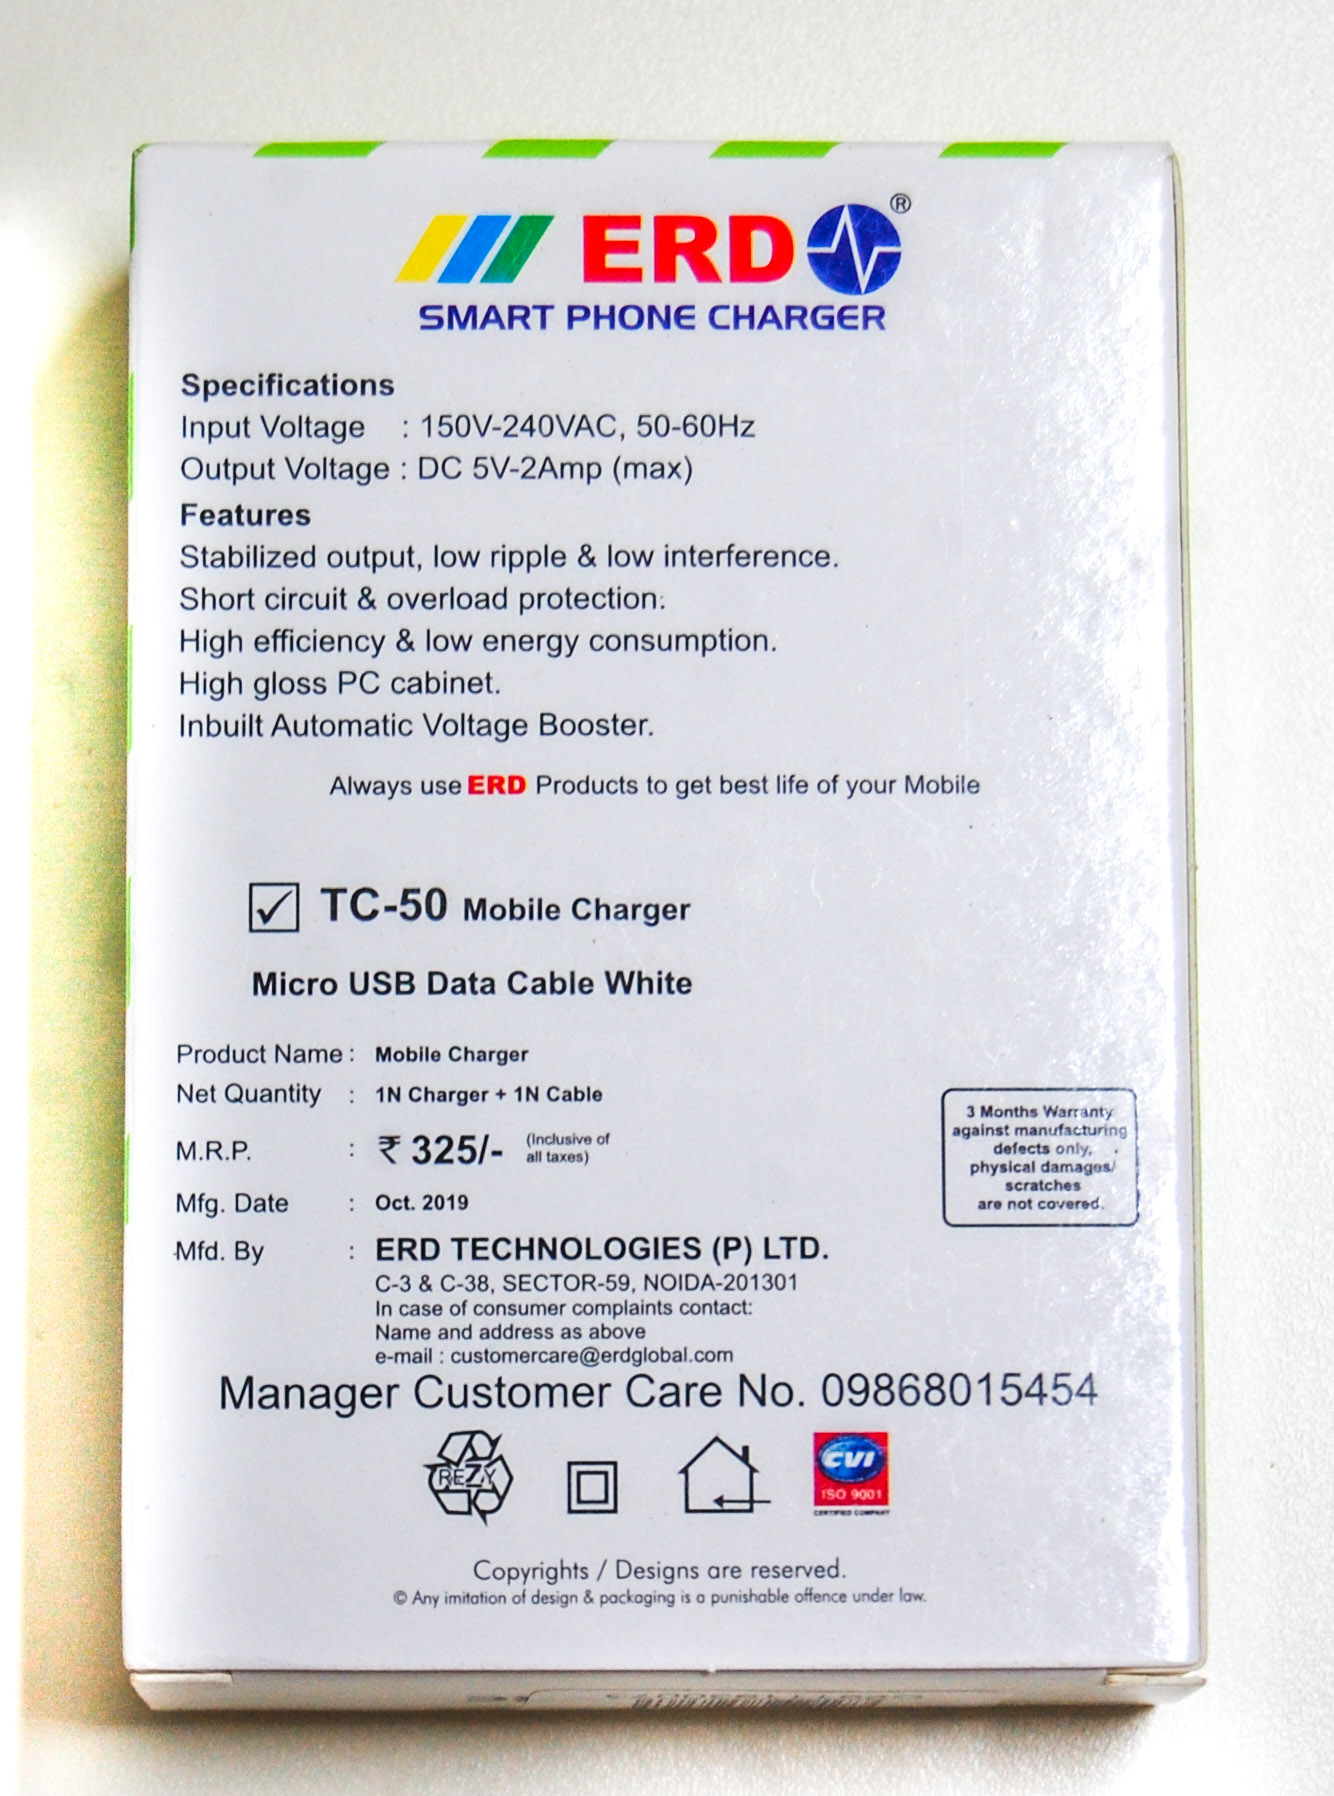 ERD ®
SMART PHONE CHARGER
Specifications
Input Voltage : 150V-240VAC, 50-60Hz
Output Voltage : DC 5V-2Amp (max)
Features
Stabilized output, low ripple & low interference.
Short circuit & overload protection.
High efficiency & low energy consumption.
High gloss PC cabinet.
Inbuilt Automatic Voltage Booster.
Always use ERD Products to get best life of your Mobile
TC-50 Mobile Charger
Micro USB Data Cable White
Product Name : Mobile Charger
Net Quantity : 1N Charger + 1N Cable
M.R.P. : ₹ 325/- (Inclusive of
all taxes)
Mfg. Date : Oct. 2019
Mfd. By : ERD TECHNOLOGIES (P) LTD.
C-3 & C-38, SECTOR-59, NOIDA-201301
In case of consumer complaints contact:
Name and address as above
e-mail : customercare@erdglobal.com
3 Months Warranty
against manufacturing
defects only,
physical damages/
scratches
are not covered.
Manager Customer Care No. 09868015454
REZY
CVI
ISO 9001
CERTIFIED COMPANY
Copyrights / Designs are reserved.
© Any imitation of design & packaging is a punishable offence under law.